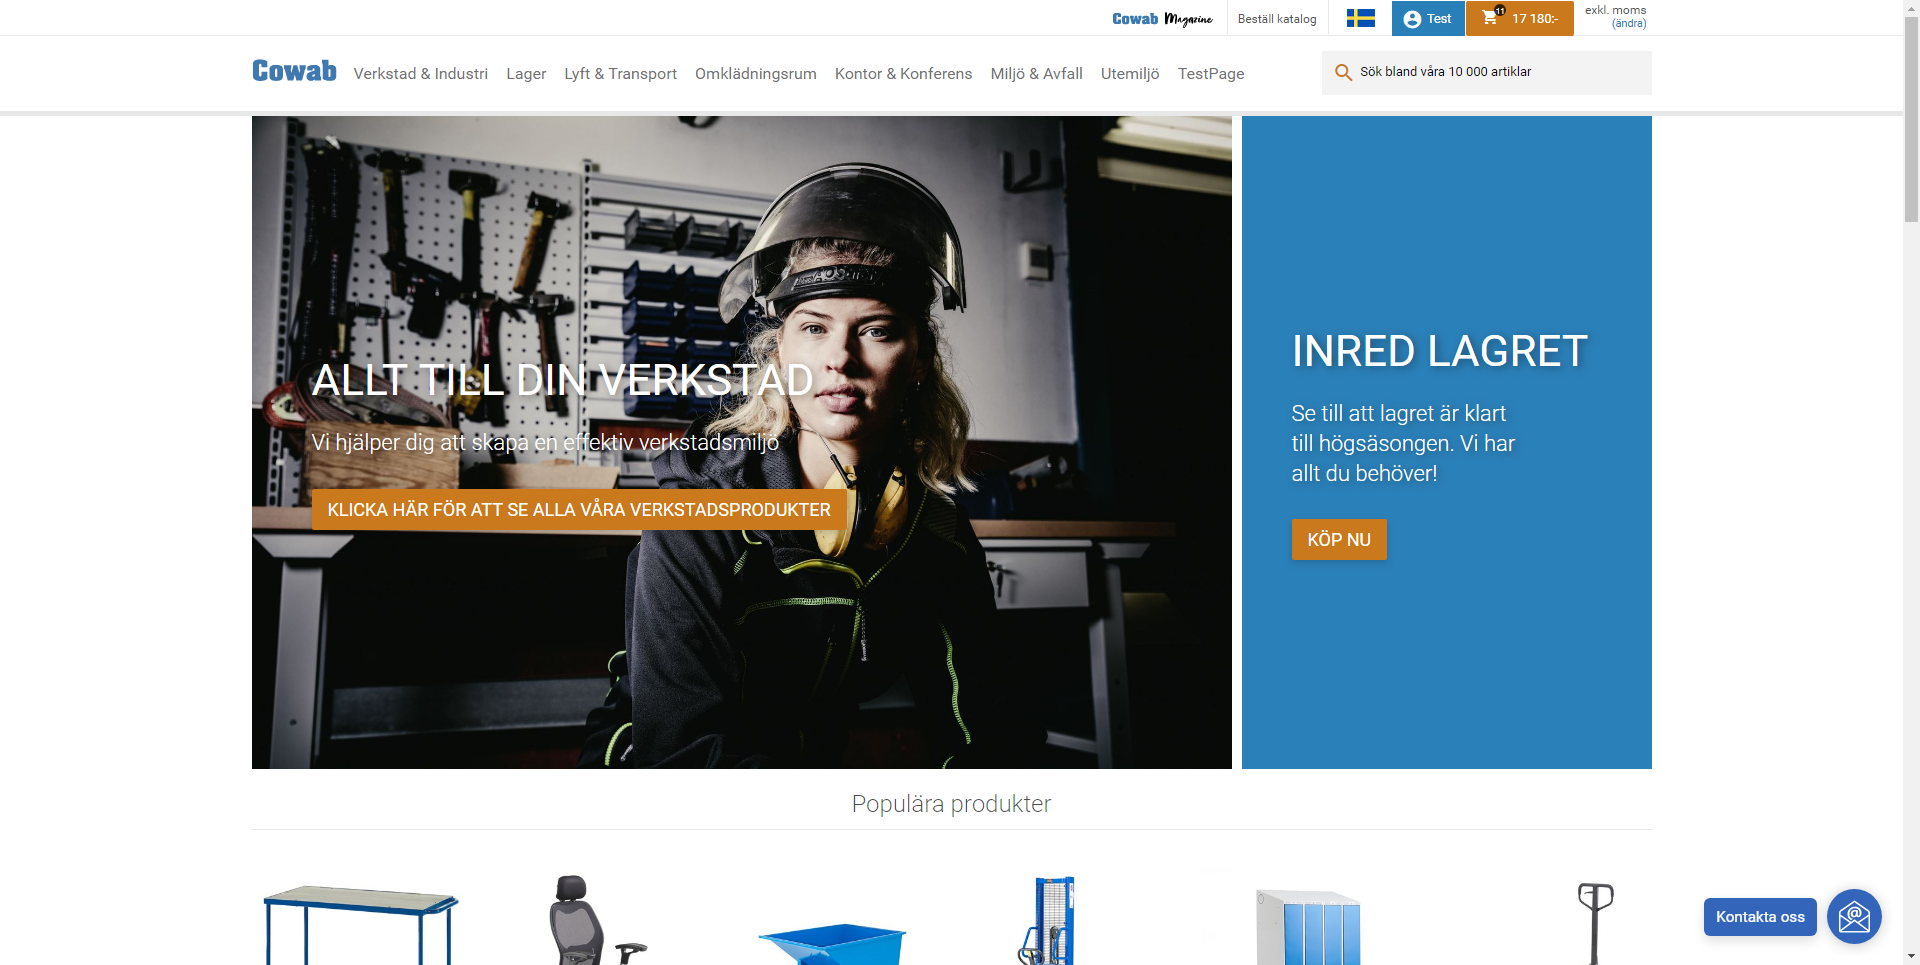 Cowab Magazine
Beställ katalog
Test
11
17 180:-
exkl. moms
(ändra)
Cowab
Verkstad & Industri
Lager
Lyft & Transport
Omklädningsrum
Kontor & Konferens
Miljö & Avfall
Utemiljö
TestPage
Sök bland våra 10 000 artiklar
ALLT TILL DIN VERKSTAD
Vi hjälper dig att skapa en effektiv verkstadsmiljö
KLICKA HÄR FÖR ATT SE ALLA VÅRA VERKSTADSPRODUKTER
INRED LAGRET
Se till att lagret är klart
till högsäsongen. Vi har
allt du behöver!
KÖP NU
Populära produkter
Kontakta oss